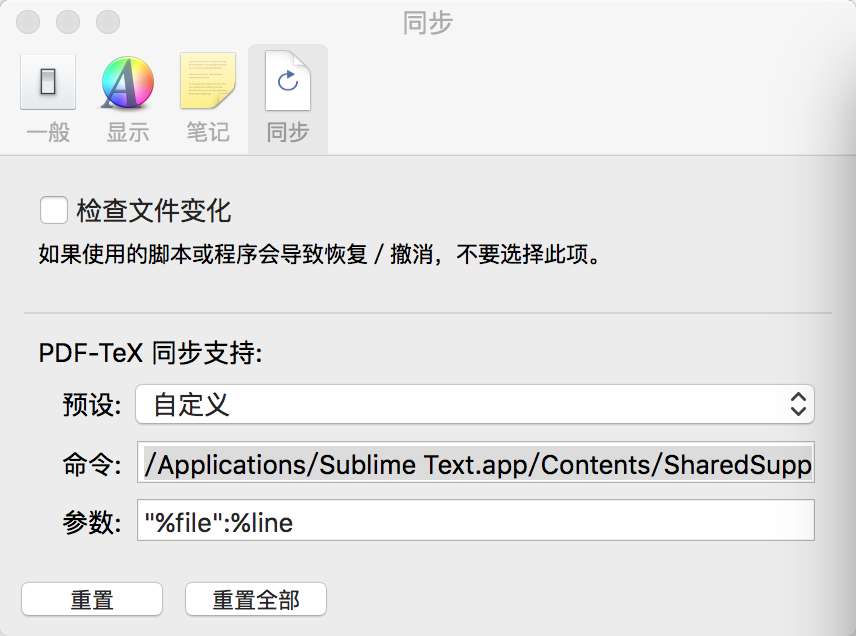 同步
一般 显示 笔记 同步
检查文件变化
如果使用的脚本或程序会导致恢复 / 撤消，不要选择此项。
PDF-TeX 同步支持:
预设: 自定义
命令: /Applications/Sublime Text.app/Contents/SharedSupp
参数: "%file":%line
重置 重置全部